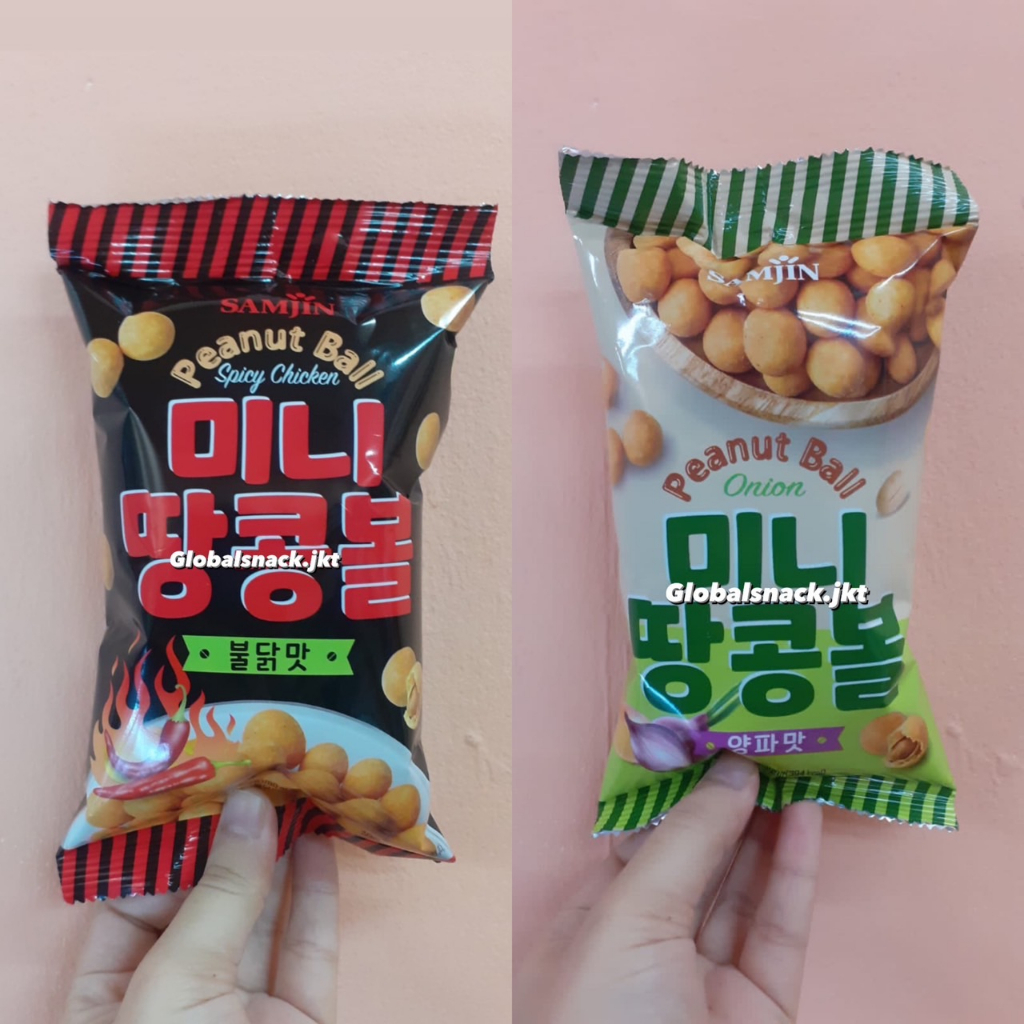 SAMJIN
Peanut Ball
Spicy Chicken
미니
땅콩볼
Globalsnack.jkt
불닭맛
SAMJIN
Peanut Ball
Onion
미니
Globalsnack.jkt
땅콩볼
양파맛